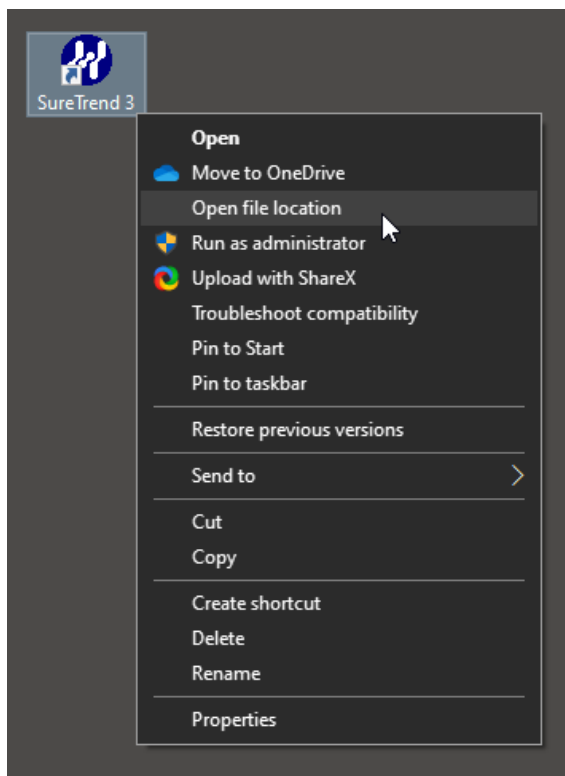 SureTrend 3
Open
Move to OneDrive
Open file location
Run as administrator
Upload with ShareX
Troubleshoot compatibility
Pin to Start
Pin to taskbar
Restore previous versions
Send to
Cut
Copy
Create shortcut
Delete
Rename
Properties